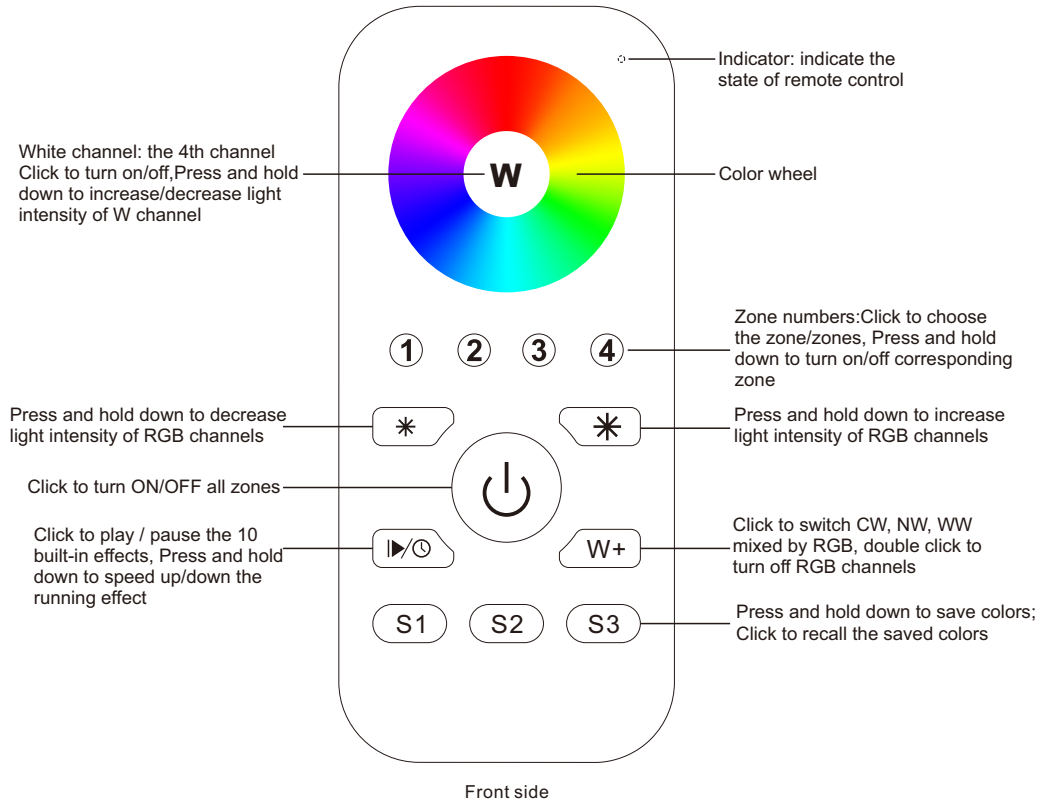 Indicator: indicate the
state of remote control
White channel: the 4th channel
Click to turn on/off,Press and hold
down to increase/decrease light
intensity of W channel
W
Color wheel
Zone numbers:Click to choose
the zone/zones, Press and hold
down to turn on/off corresponding
zone
1 2 3 4
Press and hold down to decrease
light intensity of RGB channels
Press and hold down to increase
light intensity of RGB channels
Click to turn ON/OFF all zones
Click to play / pause the 10
built-in effects, Press and hold
down to speed up/down the
running effect
W+
Click to switch CW, NW, WW
mixed by RGB, double click to
turn off RGB channels
S1 S2 S3
Press and hold down to save colors;
Click to recall the saved colors
Front side